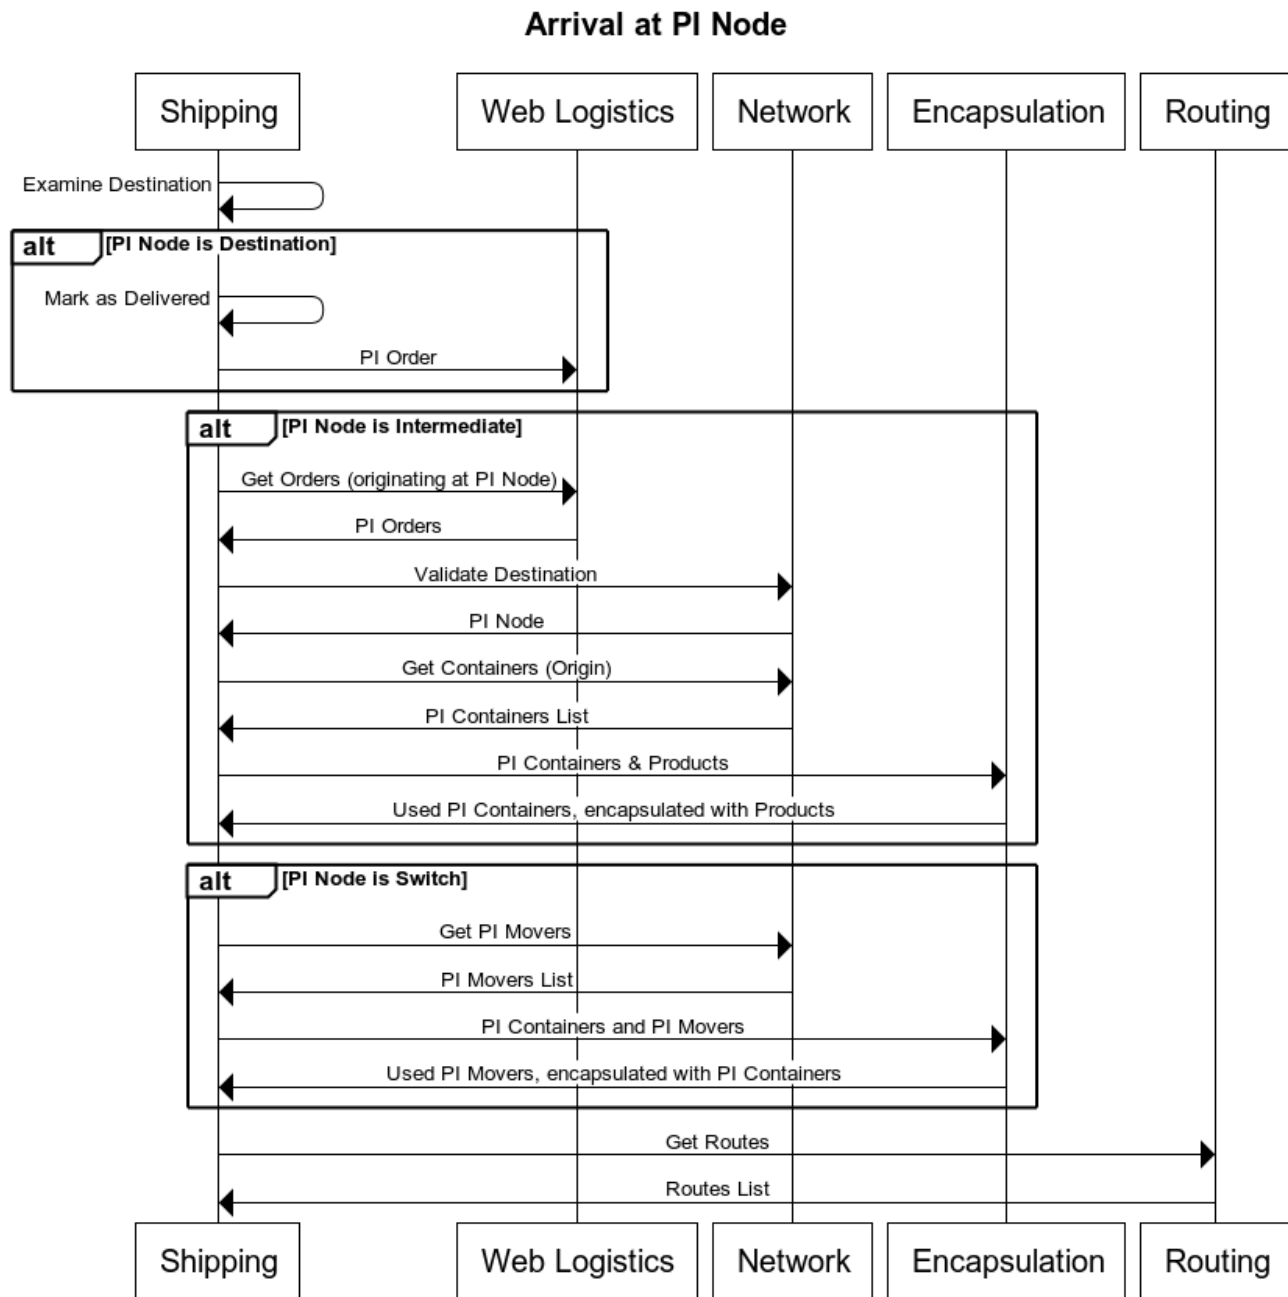 Arrival at PI Node
Shipping
Web Logistics
Network
Encapsulation
Routing
Examine Destination
alt
[PI Node is Destination]
Mark as Delivered
PI Order
alt
[PI Node is Intermediate]
Get Orders (originating at PI Node)
PI Orders
Validate Destination
PI Node
Get Containers (Origin)
PI Containers List
PI Containers & Products
Used PI Containers, encapsulated with Products
alt
[PI Node is Switch]
Get PI Movers
PI Movers List
PI Containers and PI Movers
Used PI Movers, encapsulated with PI Containers
Get Routes
Routes List
Shipping
Web Logistics
Network
Encapsulation
Routing